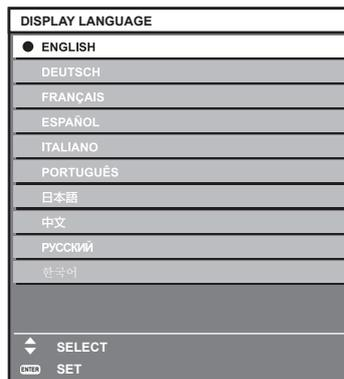 DISPLAY LANGUAGE
ENGLISH
DEUTSCH
FRANÇAIS
ESPAÑOL
ITALIANO
PORTUGUÊS
日本語
中文
РУССКИЙ
한국어
SELECT
ENTER SET